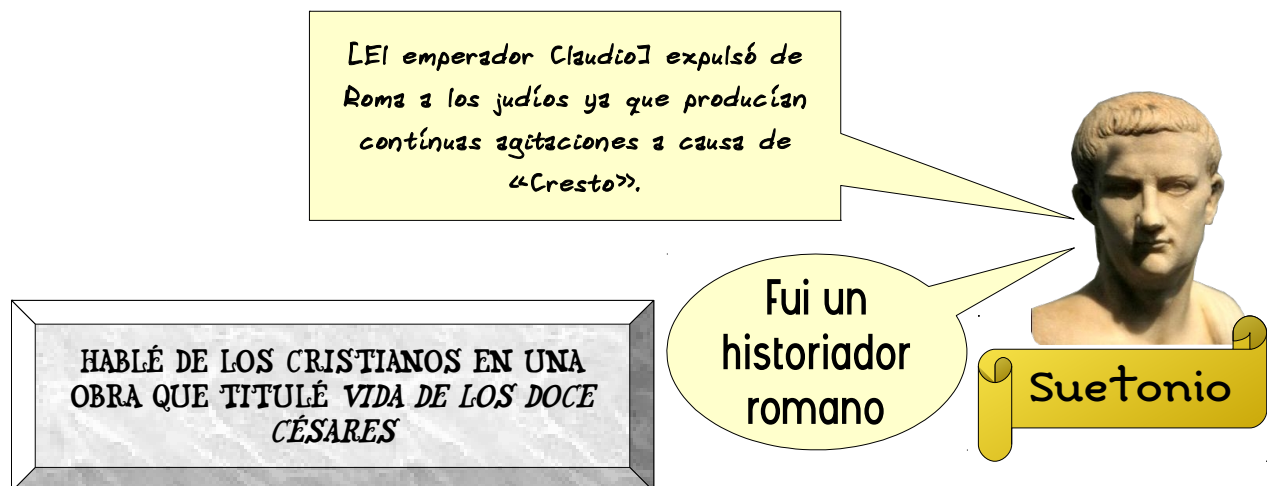 [El emperador Claudio] expulsó de
Roma a los judíos ya que producían
contínuas agitaciones a causa de
«Cresto».
Fui un
historiador
romano
Suetonio
HABLÉ DE LOS CRISTIANOS EN UNA
OBRA QUE TITULÉ VIDA DE LOS DOCE
CÉSARES